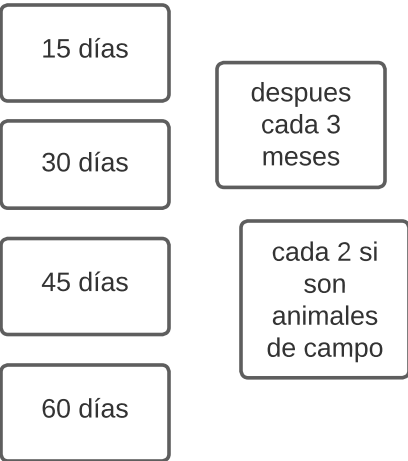 15 días
30 días
45 días
60 días
despues
cada 3
meses
cada 2 si
son
animales
de campo